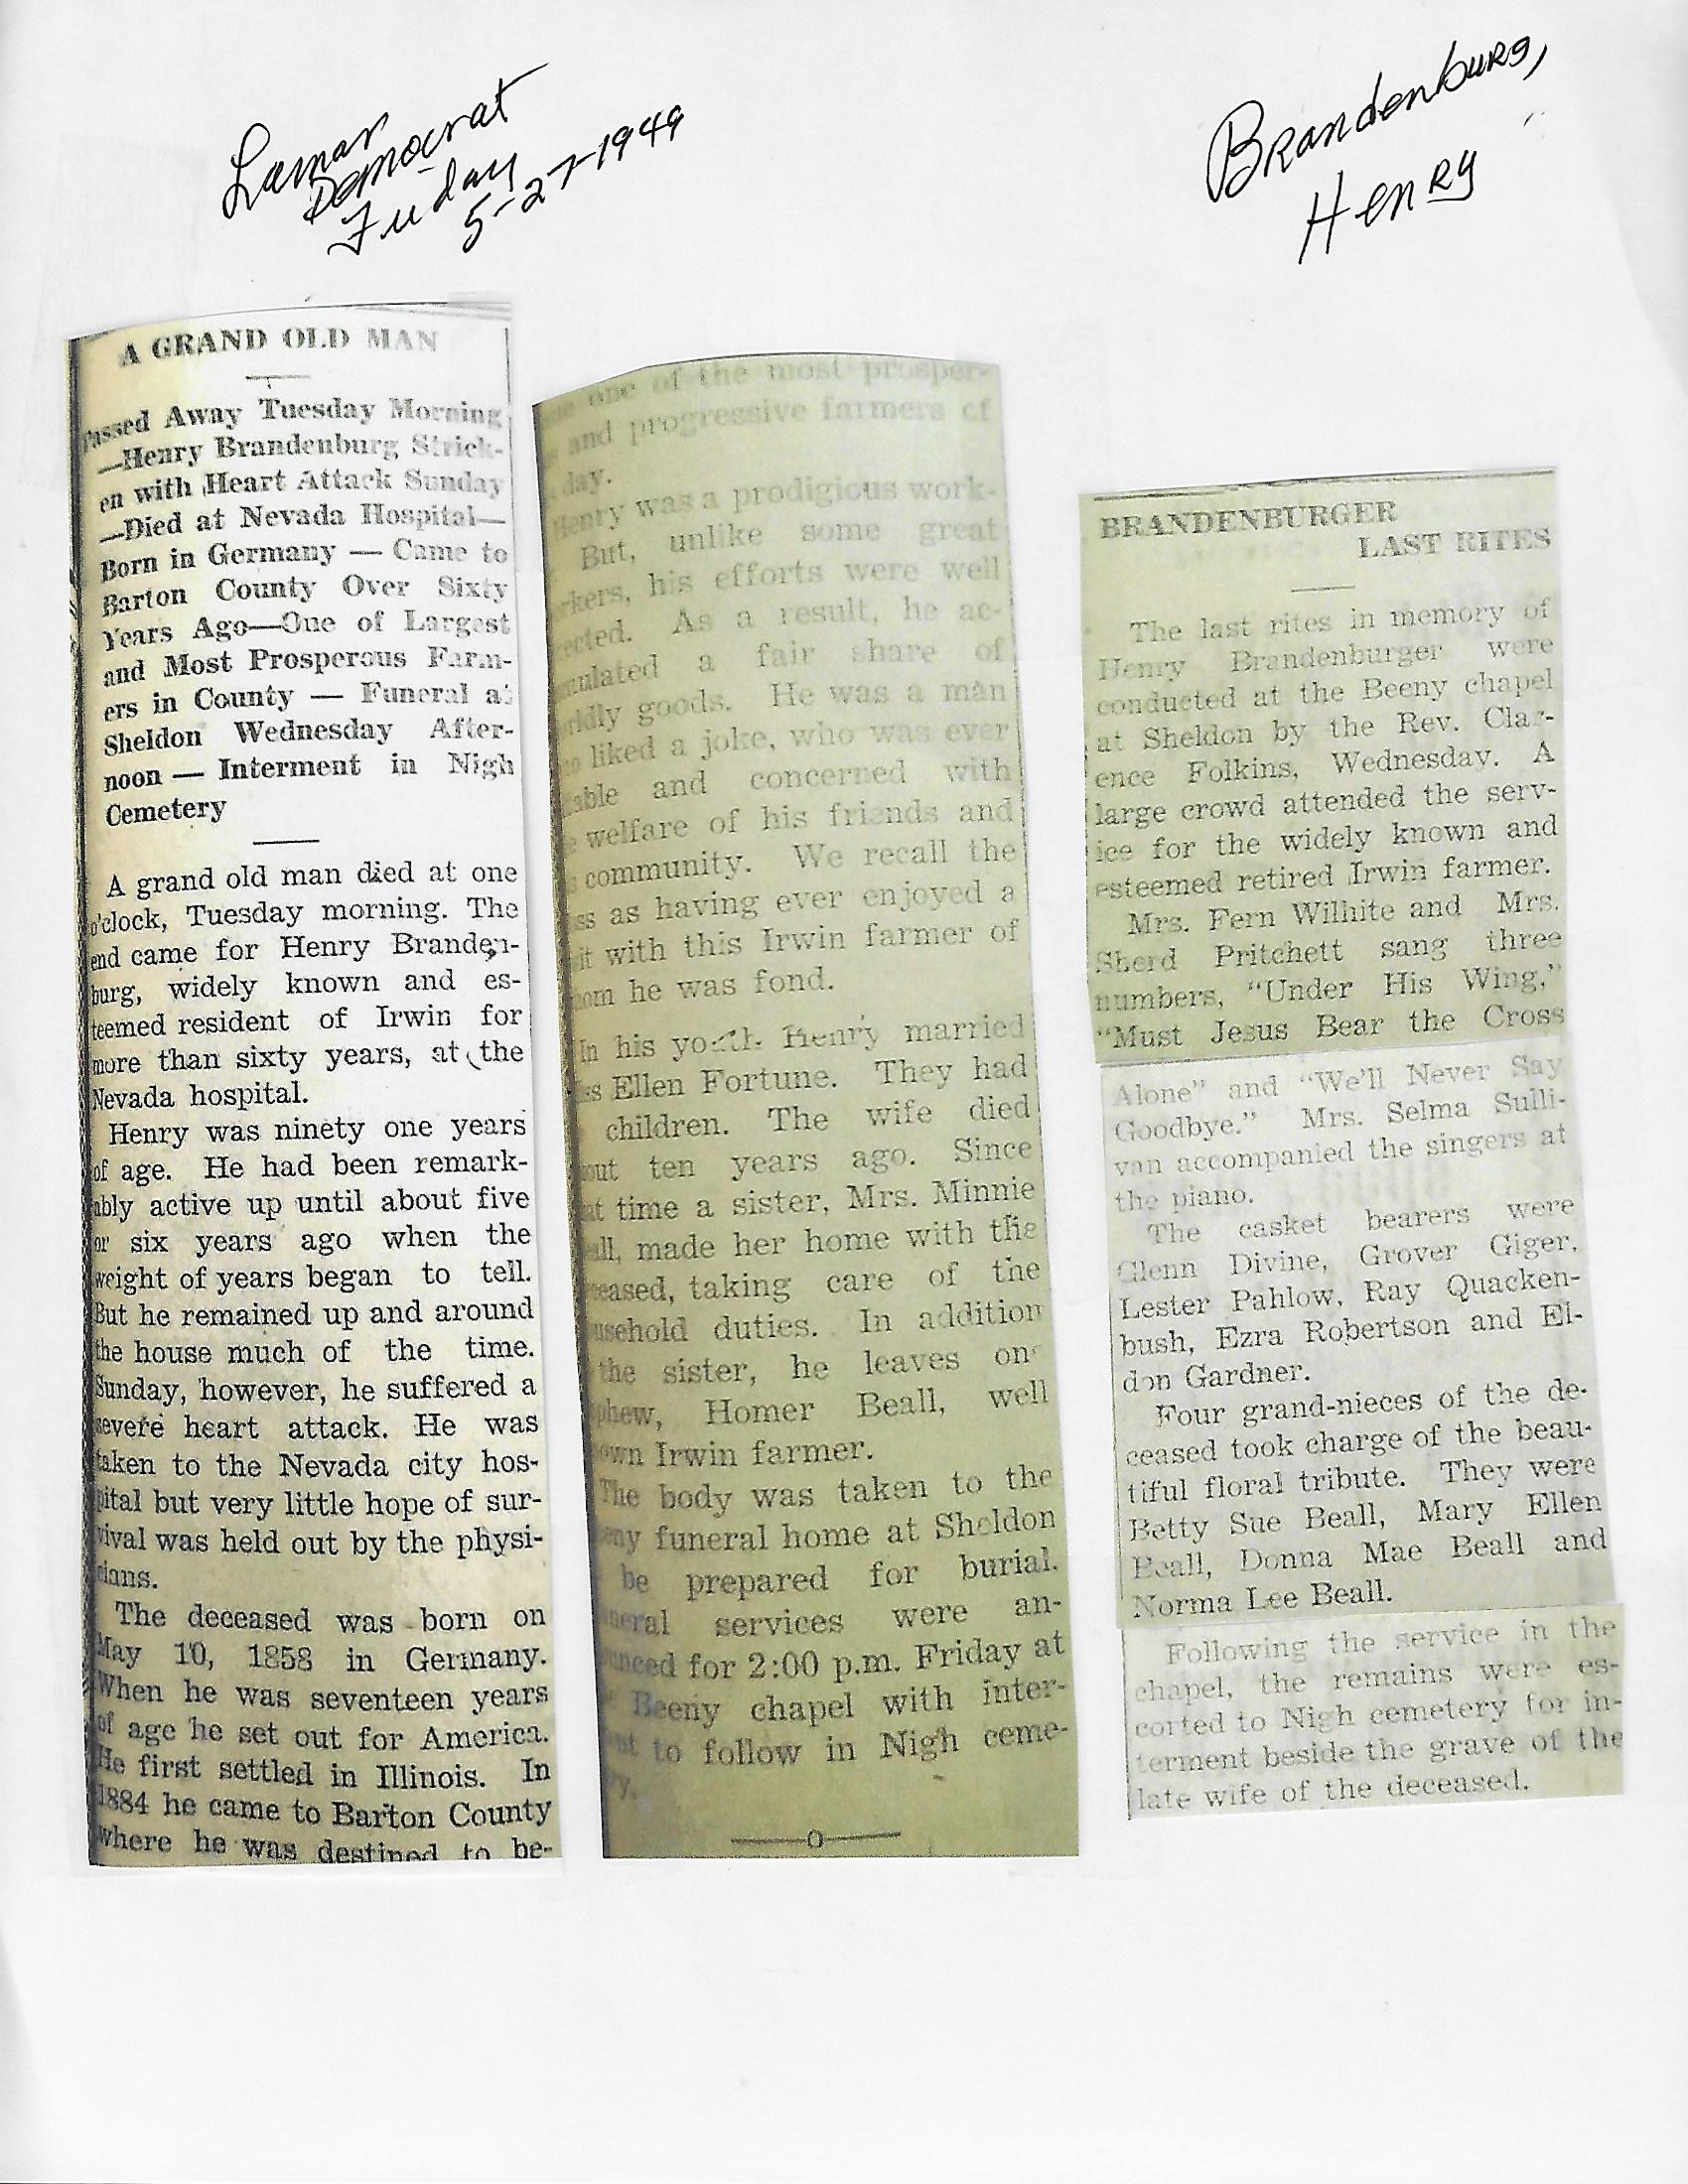 Lamar
Democrat
Friday
5-27-1949
Brandenburg,
Henry
A GRAND OLD MAN
Passed Away Tuesday Morning
—Henry Brandenburg Strick-
en with Heart Attack Sunday
—Died at Nevada Hospital—
Born in Germany — Came to
Barton County Over Sixty
Years Ago—One of Largest
and Most Prosperous Farm-
ers in County — Funeral at
Sheldon Wednesday After-
noon — Interment in Nigh
Cemetery
A grand old man died at one
o'clock, Tuesday morning. The
end came for Henry Branden-
burg, widely known and es-
teemed resident of Irwin for
more than sixty years, at the
Nevada hospital.
Henry was ninety one years
of age. He had been remark-
ably active up until about five
or six years ago when the
weight of years began to tell.
But he remained up and around
the house much of the time.
Sunday, however, he suffered a
severe heart attack. He was
taken to the Nevada city hos-
pital but very little hope of sur-
vival was held out by the physi-
cians.
The deceased was born on
May 10, 1858 in Germany.
When he was seventeen years
of age he set out for America.
He first settled in Illinois. In
1884 he came to Barton County
where he was destined to be-
one of the most prosper-
and progressive farmers of
day.
Henry was a prodigious work-
But, unlike some great
rkers, his efforts were well
ected. As a result, he ac-
mulated a fair share of
rldly goods. He was a man
ho liked a joke, who was ever
able and concerned with
e welfare of his friends and
s community. We recall the
ss as having ever enjoyed a
it with this Irwin farmer of
om he was fond.
In his youth Henry married
ss Ellen Fortune. They had
children. The wife died
out ten years ago. Since
at time a sister, Mrs. Minnie
all, made her home with the
ceased, taking care of the
usehold duties. In addition
the sister, he leaves one
phew, Homer Beall, well
own Irwin farmer.
The body was taken to the
eny funeral home at Sheldon
be prepared for burial.
neral services were an-
unced for 2:00 p.m. Friday at
Beeny chapel with inter-
ent to follow in Nigh ceme-
ry.
—o—
BRANDENBURGER
LAST RITES
The last rites in memory of
Henry Brandenburger were
conducted at the Beeny chapel
at Sheldon by the Rev. Clar-
ence Folkins, Wednesday. A
large crowd attended the serv-
ice for the widely known and
esteemed retired Irwin farmer.
Mrs. Fern Wilhite and Mrs.
Sherd Pritchett sang three
numbers, "Under His Wing,"
"Must Jesus Bear the Cross
Alone" and "We'll Never Say
Goodbye." Mrs. Selma Sulli-
van accompanied the singers at
the piano.
The casket bearers were
Glenn Divine, Grover Giger,
Lester Pahlow, Ray Quacken-
bush, Ezra Robertson and El-
don Gardner.
Four grand-nieces of the de-
ceased took charge of the beau-
tiful floral tribute. They were
Betty Sue Beall, Mary Ellen
Beall, Donna Mae Beall and
Norma Lee Beall.
Following the service in the
chapel, the remains were es-
corted to Nigh cemetery for in-
terment beside the grave of the
late wife of the deceased.